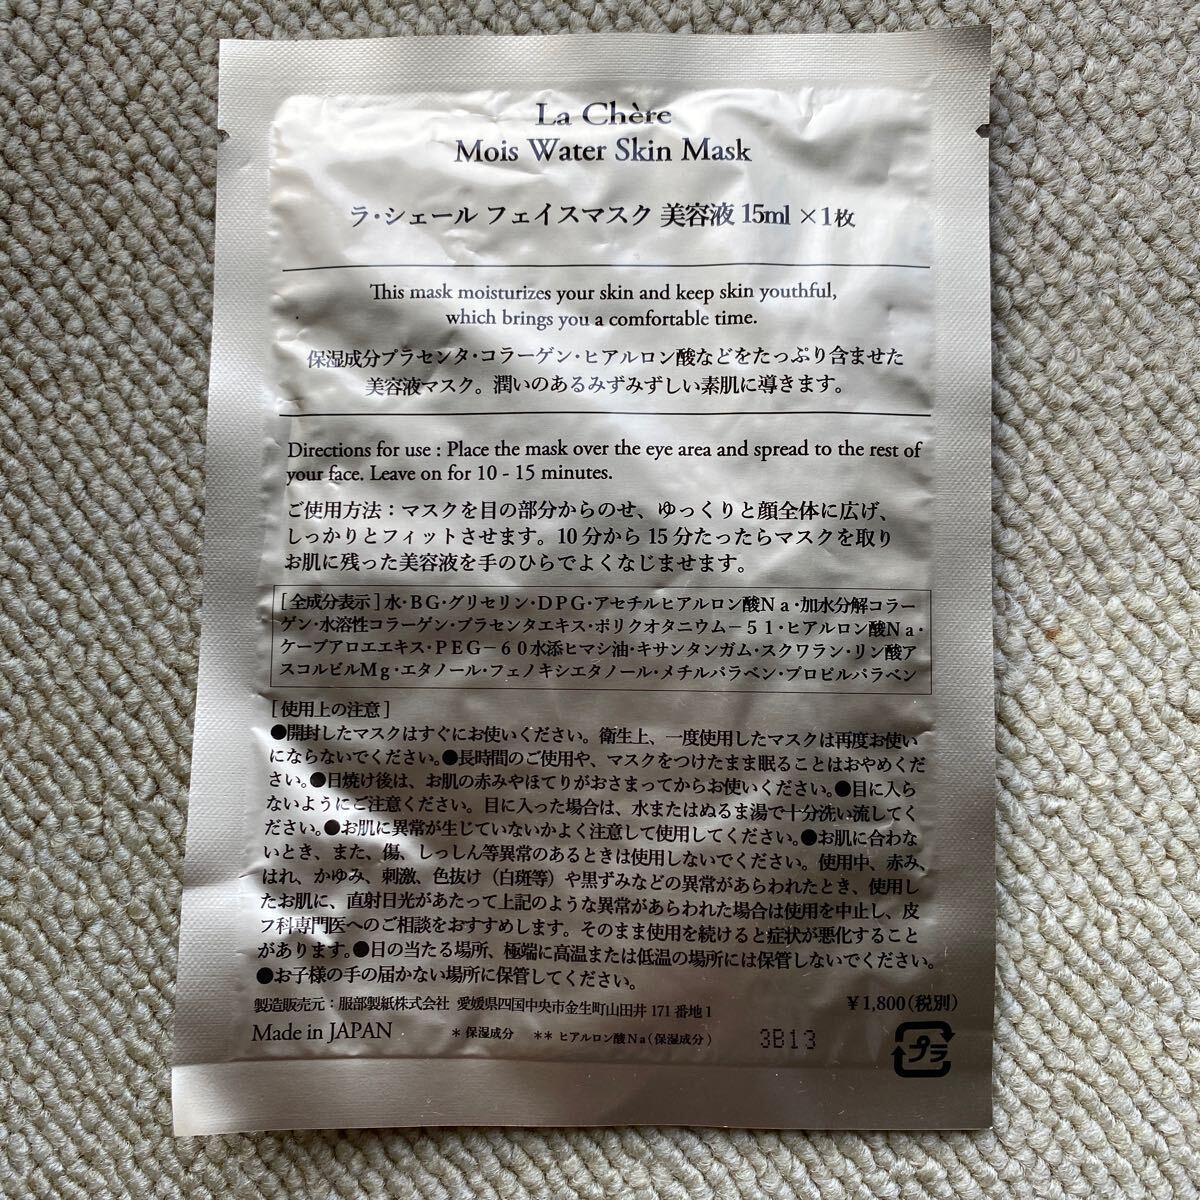 La Chère
Mois Water Skin Mask
ラ・シェール フェイスマスク 美容液 15ml ×1枚
This mask moisturizes your skin and keep skin youthful,
which brings you a comfortable time.
保湿成分プラセンタ・コラーゲン・ヒアルロン酸などをたっぷり含ませた
美容液マスク。潤いのあるみずみずしい素肌に導きます。
Directions for use : Place the mask over the eye area and spread to the rest of
your face. Leave on for 10 - 15 minutes.
ご使用方法：マスクを目の部分からのせ、ゆっくりと顔全体に広げ、
しっかりとフィットさせます。10分から15分たったらマスクを取り
お肌に残った美容液を手のひらでよくなじませます。
[全成分表示]水・BG・グリセリン・DPG・アセチルヒアルロン酸Na・加水分解コラー
ゲン・水溶性コラーゲン・プラセンタエキス・ポリクオタニウム－51・ヒアルロン酸Na・
ケープアロエエキス・PEG－60水添ヒマシ油・キサンタンガム・スクワラン・リン酸ア
スコルビルMg・エタノール・フェノキシエタノール・メチルパラベン・プロピルパラベン
[使用上の注意]
●開封したマスクはすぐにお使いください。衛生上、一度使用したマスクは再度お使い
にならないでください。●長時間のご使用や、マスクをつけたまま眠ることはおやめくだ
さい。●日焼け後は、お肌の赤みやほてりがおさまってからお使いください。●目に入ら
ないようにご注意ください。目に入った場合は、水またはぬるま湯で十分洗い流してく
ださい。●お肌に異常が生じていないかよく注意して使用してください。●お肌に合わな
いとき、また、傷、しっしん等異常のあるときは使用しないでください。使用中、赤み、
はれ、かゆみ、刺激、色抜け（白斑等）や黒ずみなどの異常があらわれたとき、使用し
たお肌に、直射日光があたって上記のような異常があらわれた場合は使用を中止し、皮
フ科専門医へのご相談をおすすめします。そのまま使用を続けると症状が悪化すること
があります。●日の当たる場所、極端に高温または低温の場所には保管しないでください。
●お子様の手の届かない場所に保管してください。
製造販売元：服部製紙株式会社 愛媛県四国中央市金生町山田井 171 番地 1
￥1,800（税別）
Made in JAPAN
＊保湿成分 ＊＊ヒアルロン酸Na（保湿成分）
3B13
プラ